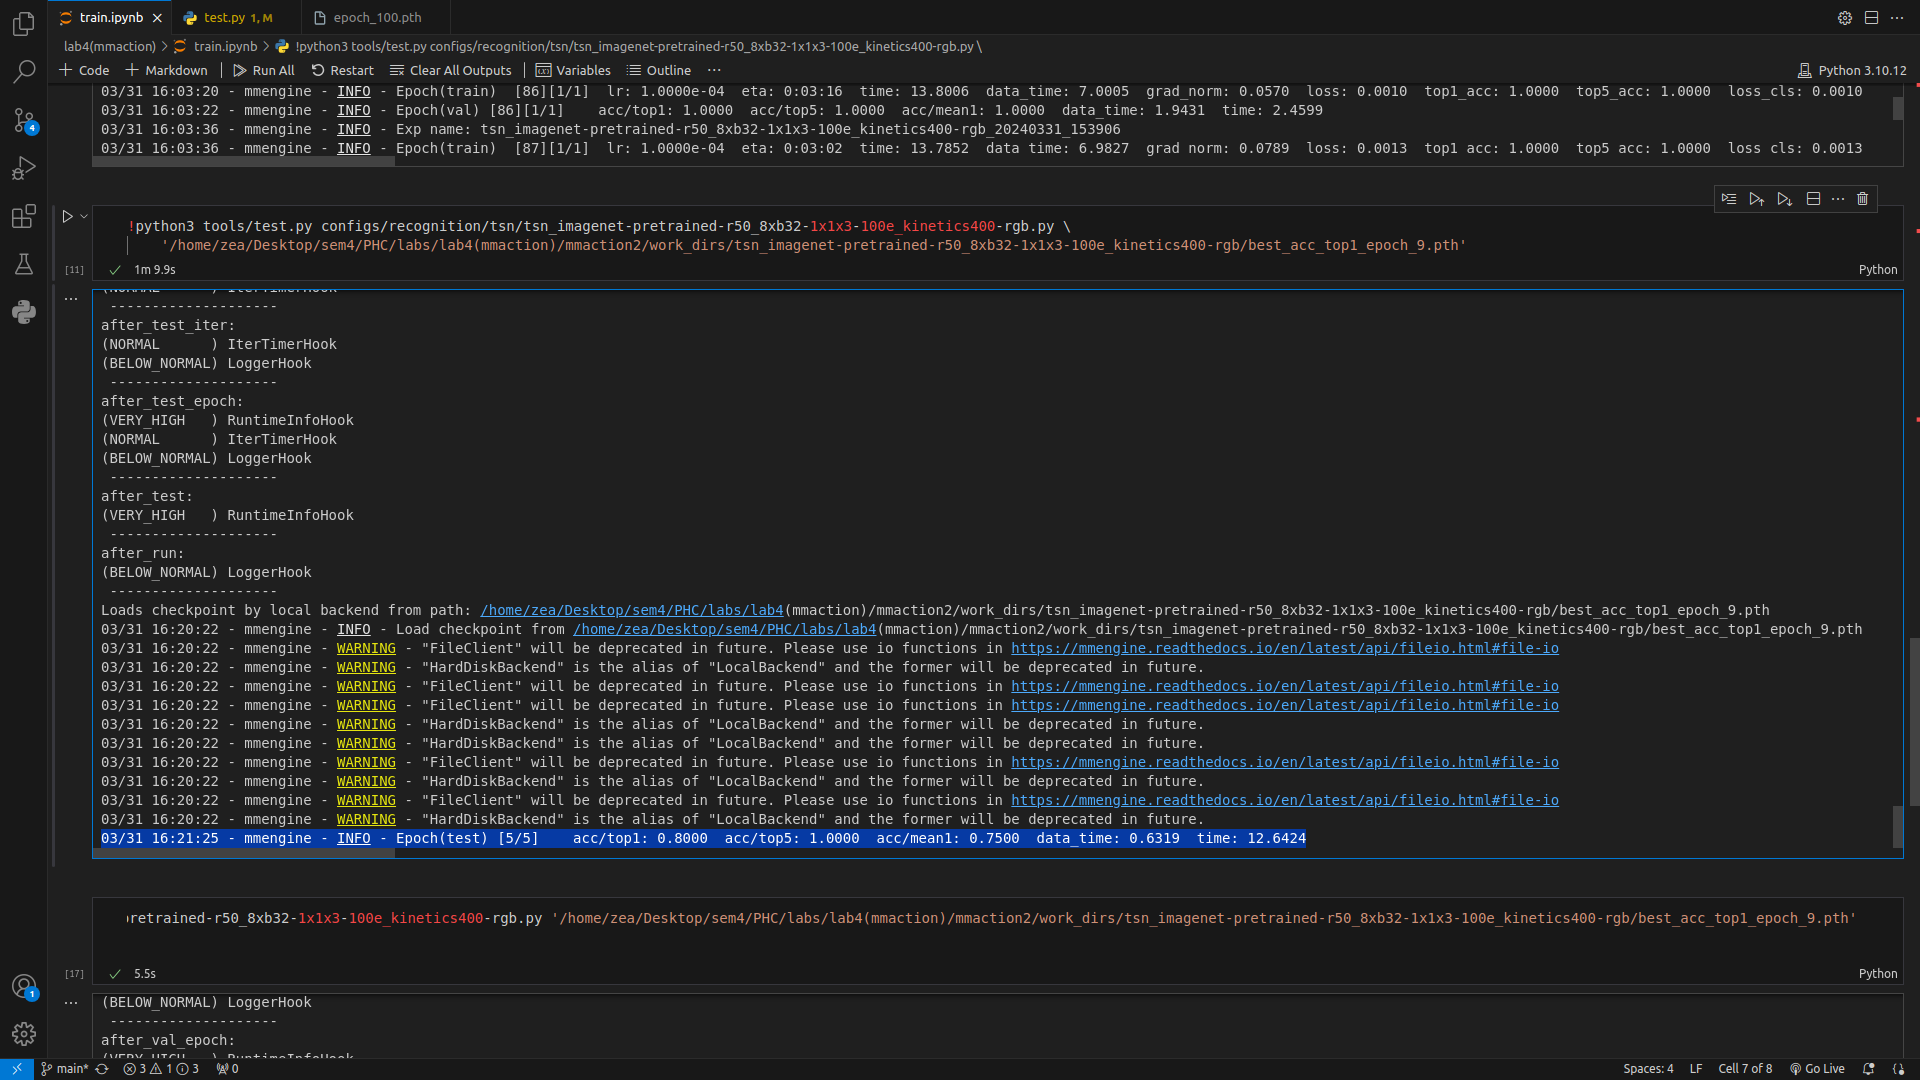 train.ipynb
test.py 1, M
epoch_100.pth
lab4(mmaction) > train.ipynb > !python3 tools/test.py configs/recognition/tsn/tsn_imagenet-pretrained-r50_8xb32-1x1x3-100e_kinetics400-rgb.py \
+ Code + Markdown | Run All Restart Clear All Outputs | Variables Outline ...
Python 3.10.12
03/31 16:03:20 - mmengine - INFO - Epoch(train)  [86][1/1]  lr: 1.0000e-04  eta: 0:03:16  time: 13.8006  data_time: 7.0005  grad_norm: 0.0570  loss: 0.0010  top1_acc: 1.0000  top5_acc: 1.0000  loss_cls: 0.0010
03/31 16:03:22 - mmengine - INFO - Epoch(val) [86][1/1]    acc/top1: 1.0000  acc/top5: 1.0000  acc/mean1: 1.0000  data_time: 1.9431  time: 2.4599
03/31 16:03:36 - mmengine - INFO - Exp name: tsn_imagenet-pretrained-r50_8xb32-1x1x3-100e_kinetics400-rgb_20240331_153906
03/31 16:03:36 - mmengine - INFO - Epoch(train)  [87][1/1]  lr: 1.0000e-04  eta: 0:03:02  time: 13.7852  data_time: 6.9827  grad_norm: 0.0789  loss: 0.0013  top1_acc: 1.0000  top5_acc: 1.0000  loss_cls: 0.0013
!python3 tools/test.py configs/recognition/tsn/tsn_imagenet-pretrained-r50_8xb32-1x1x3-100e_kinetics400-rgb.py \
'/home/zea/Desktop/sem4/PHC/labs/lab4(mmaction)/mmaction2/work_dirs/tsn_imagenet-pretrained-r50_8xb32-1x1x3-100e_kinetics400-rgb/best_acc_top1_epoch_9.pth'
[11] 1m 9.9s Python
(NORMAL      ) IterTimerHook
--------------------
after_test_iter:
(NORMAL      ) IterTimerHook
(BELOW_NORMAL) LoggerHook
--------------------
after_test_epoch:
(VERY_HIGH   ) RuntimeInfoHook
(NORMAL      ) IterTimerHook
(BELOW_NORMAL) LoggerHook
--------------------
after_test:
(VERY_HIGH   ) RuntimeInfoHook
--------------------
after_run:
(BELOW_NORMAL) LoggerHook
--------------------
Loads checkpoint by local backend from path: /home/zea/Desktop/sem4/PHC/labs/lab4(mmaction)/mmaction2/work_dirs/tsn_imagenet-pretrained-r50_8xb32-1x1x3-100e_kinetics400-rgb/best_acc_top1_epoch_9.pth
03/31 16:20:22 - mmengine - INFO - Load checkpoint from /home/zea/Desktop/sem4/PHC/labs/lab4(mmaction)/mmaction2/work_dirs/tsn_imagenet-pretrained-r50_8xb32-1x1x3-100e_kinetics400-rgb/best_acc_top1_epoch_9.pth
03/31 16:20:22 - mmengine - WARNING - "FileClient" will be deprecated in future. Please use io functions in https://mmengine.readthedocs.io/en/latest/api/fileio.html#file-io
03/31 16:20:22 - mmengine - WARNING - "HardDiskBackend" is the alias of "LocalBackend" and the former will be deprecated in future.
03/31 16:20:22 - mmengine - WARNING - "FileClient" will be deprecated in future. Please use io functions in https://mmengine.readthedocs.io/en/latest/api/fileio.html#file-io
03/31 16:20:22 - mmengine - WARNING - "FileClient" will be deprecated in future. Please use io functions in https://mmengine.readthedocs.io/en/latest/api/fileio.html#file-io
03/31 16:20:22 - mmengine - WARNING - "HardDiskBackend" is the alias of "LocalBackend" and the former will be deprecated in future.
03/31 16:20:22 - mmengine - WARNING - "HardDiskBackend" is the alias of "LocalBackend" and the former will be deprecated in future.
03/31 16:20:22 - mmengine - WARNING - "FileClient" will be deprecated in future. Please use io functions in https://mmengine.readthedocs.io/en/latest/api/fileio.html#file-io
03/31 16:20:22 - mmengine - WARNING - "HardDiskBackend" is the alias of "LocalBackend" and the former will be deprecated in future.
03/31 16:20:22 - mmengine - WARNING - "FileClient" will be deprecated in future. Please use io functions in https://mmengine.readthedocs.io/en/latest/api/fileio.html#file-io
03/31 16:20:22 - mmengine - WARNING - "HardDiskBackend" is the alias of "LocalBackend" and the former will be deprecated in future.
03/31 16:21:25 - mmengine - INFO - Epoch(test) [5/5]    acc/top1: 0.8000  acc/top5: 1.0000  acc/mean1: 0.7500  data_time: 0.6319  time: 12.6424
pretrained-r50_8xb32-1x1x3-100e_kinetics400-rgb.py '/home/zea/Desktop/sem4/PHC/labs/lab4(mmaction)/mmaction2/work_dirs/tsn_imagenet-pretrained-r50_8xb32-1x1x3-100e_kinetics400-rgb/best_acc_top1_epoch_9.pth'
[17] 5.5s Python
(BELOW_NORMAL) LoggerHook
--------------------
after_val_epoch:
(VERY_HIGH   ) RuntimeInfoHook
4
1
main* 3 1 3 0
Spaces: 4 LF Cell 7 of 8 Go Live